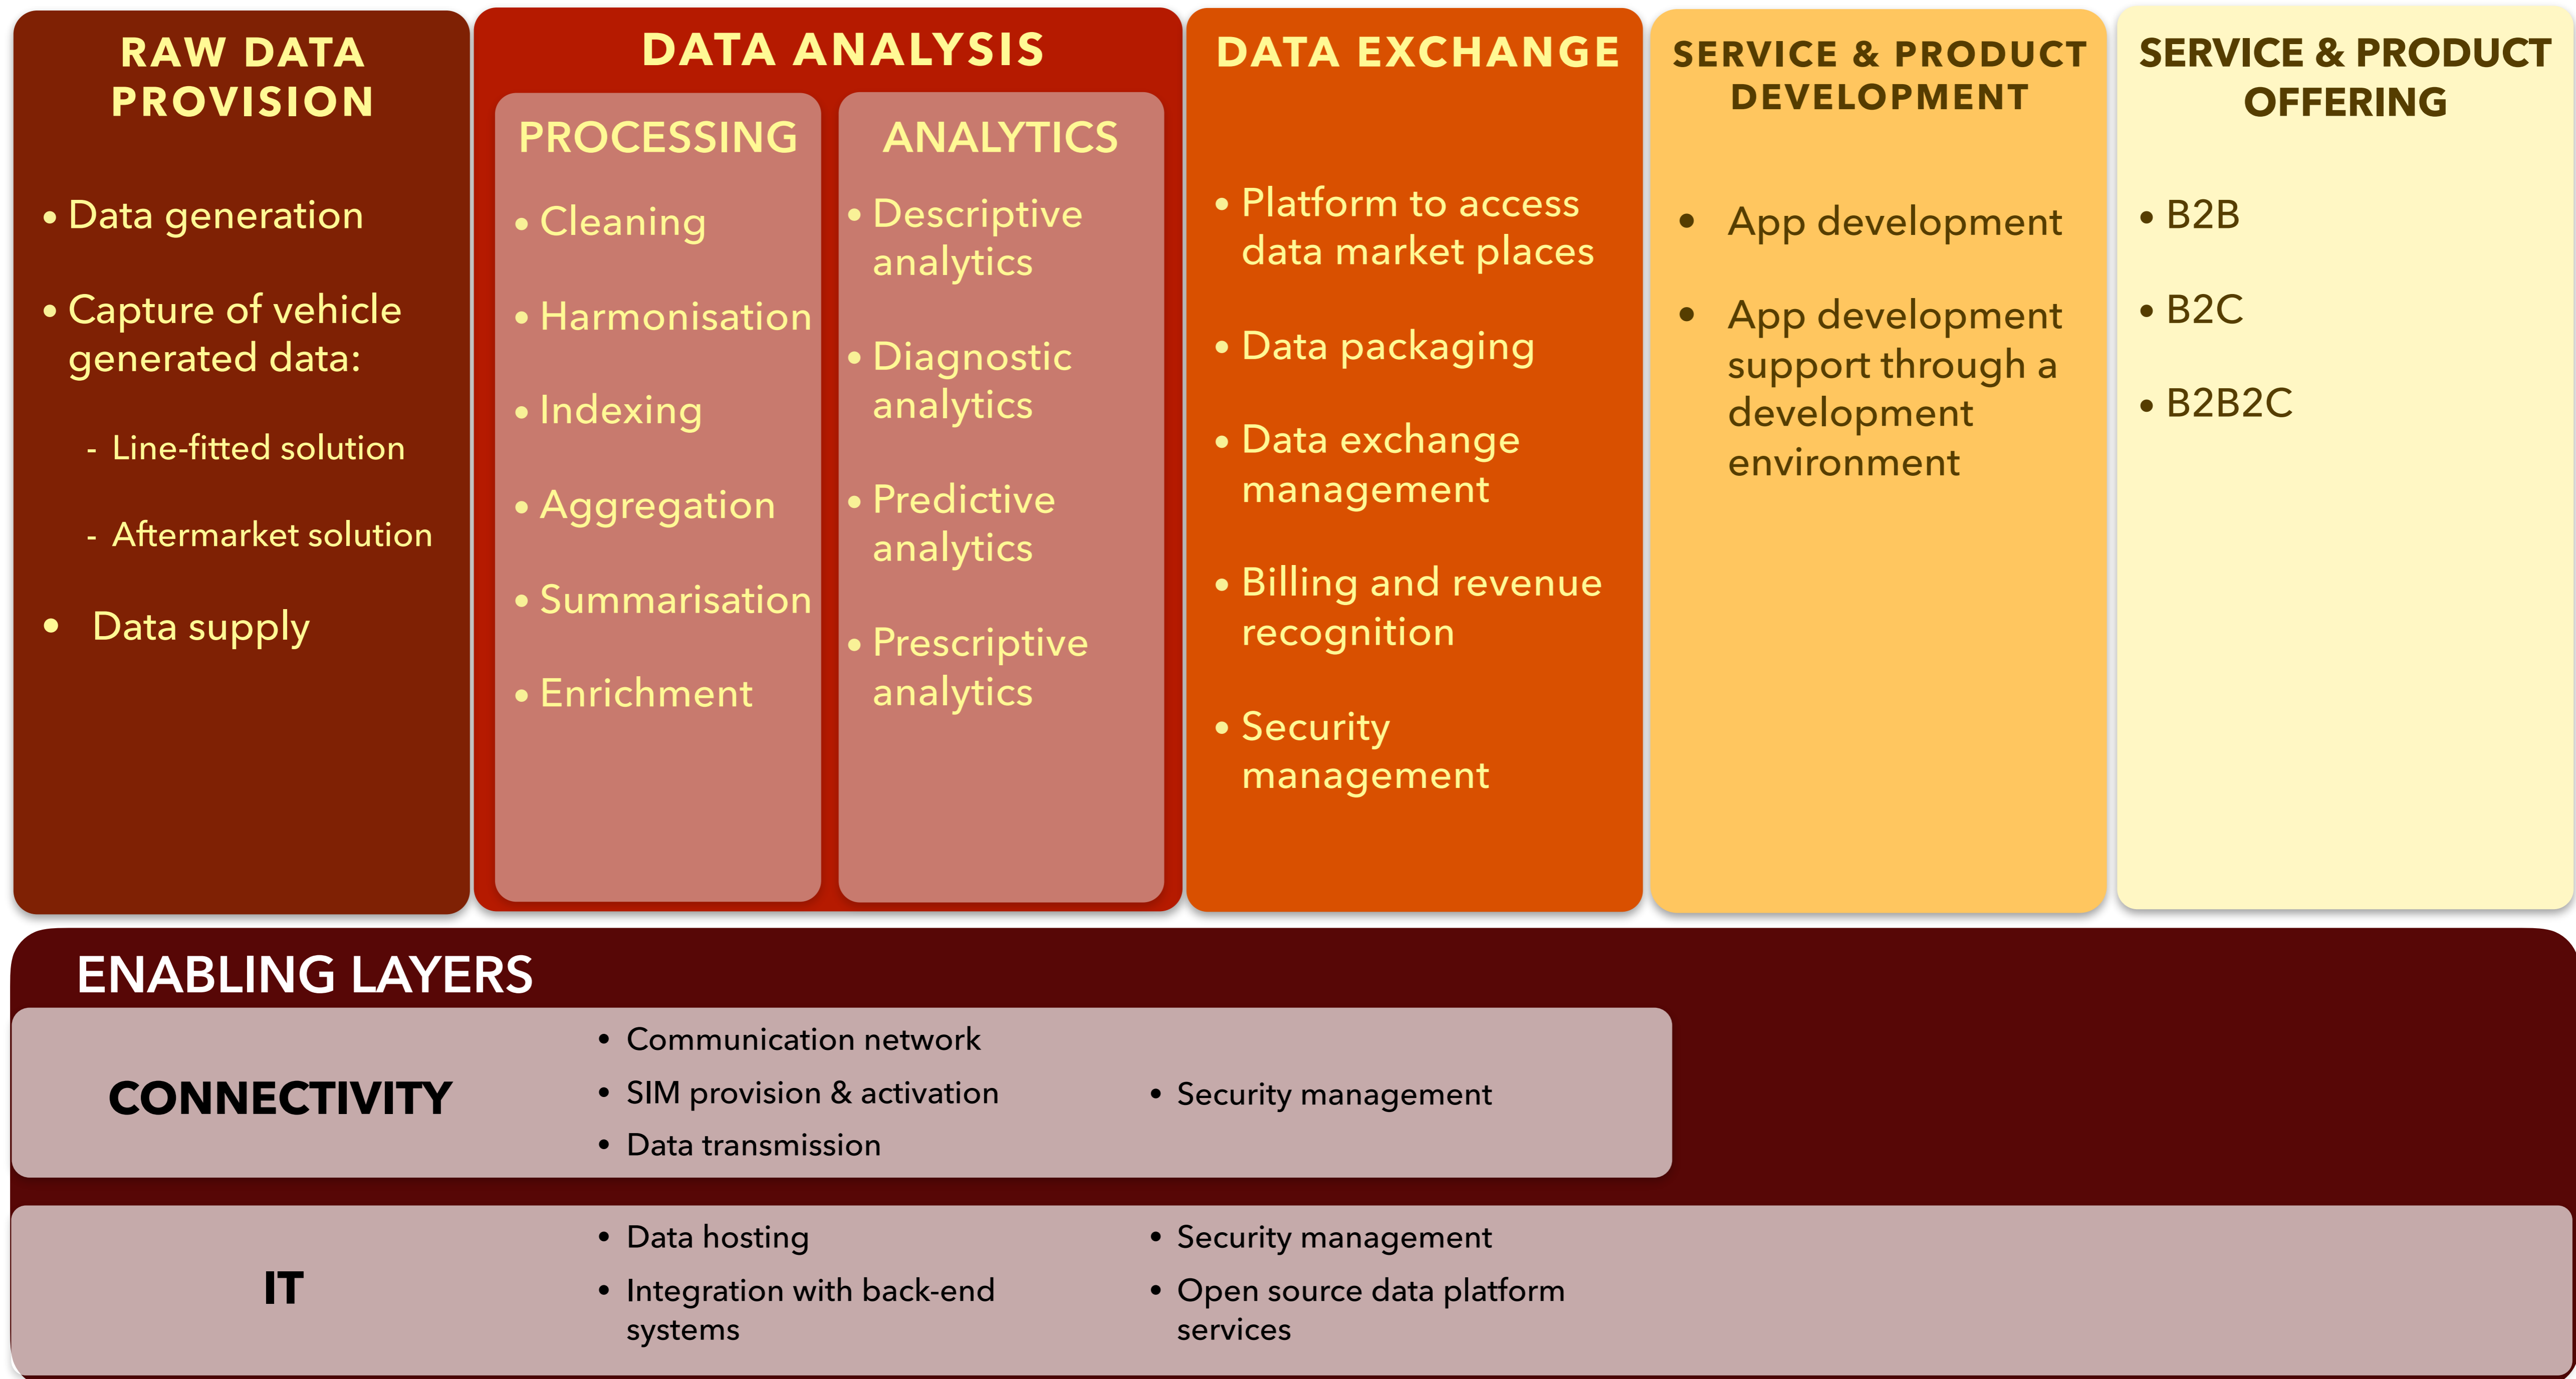 RAW DATA
PROVISION
• Data generation
• Capture of vehicle
generated data:
- Line-fitted solution
- Aftermarket solution
• Data supply
DATA ANALYSIS
PROCESSING
• Cleaning
• Harmonisation
• Indexing
• Aggregation
• Summarisation
• Enrichment
ANALYTICS
• Descriptive
analytics
• Diagnostic
analytics
• Predictive
analytics
• Prescriptive
analytics
DATA EXCHANGE
• Platform to access
data market places
• Data packaging
• Data exchange
management
• Billing and revenue
recognition
• Security
management
SERVICE & PRODUCT
DEVELOPMENT
• App development
• App development
support through a
development
environment
SERVICE & PRODUCT
OFFERING
• B2B
• B2C
• B2B2C
ENABLING LAYERS
CONNECTIVITY
• Communication network
• SIM provision & activation
• Data transmission
• Security management
IT
• Data hosting
• Integration with back-end
systems
• Security management
• Open source data platform
services